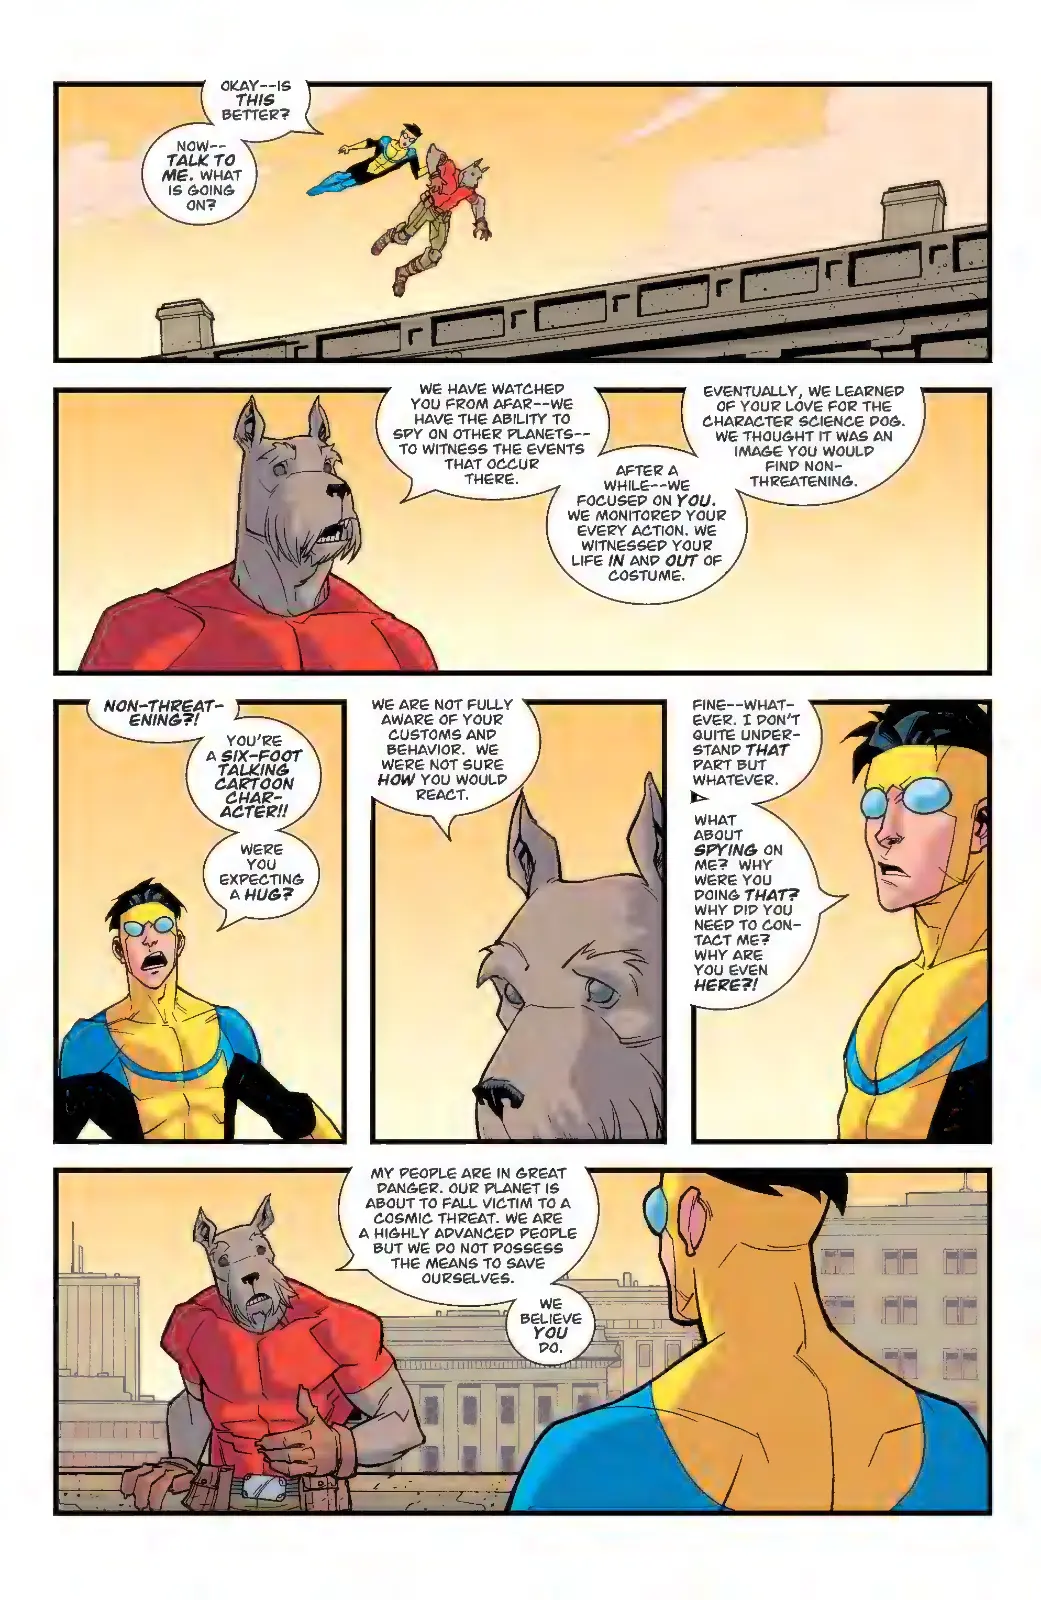 OKAY--IS
THIS
BETTER?
NOW--
TALK TO
ME. WHAT
IS GOING
ON?
WE HAVE WATCHED
YOU FROM AFAR--WE
HAVE THE ABILITY TO
SPY ON OTHER PLANETS--
TO WITNESS THE EVENTS
THAT OCCUR
THERE.
AFTER A
WHILE--WE
FOCUSED ON YOU.
WE MONITORED YOUR
EVERY ACTION. WE
WITNESSED YOUR
LIFE IN AND OUT OF
COSTUME.
EVENTUALLY, WE LEARNED
OF YOUR LOVE FOR THE
CHARACTER SCIENCE DOG.
WE THOUGHT IT WAS AN
IMAGE YOU WOULD
FIND NON-
THREATENING.
NON-THREAT-
ENING?!
YOU'RE
A SIX-FOOT
TALKING
CARTOON
CHAR-
ACTER!!
WERE
YOU
EXPECTING
A HUG?
WE ARE NOT FULLY
AWARE OF YOUR
CUSTOMS AND
BEHAVIOR. WE
WERE NOT SURE
HOW YOU WOULD
REACT.
FINE--WHAT-
EVER. I DON'T
QUITE UNDER-
STAND THAT
PART BUT
WHATEVER.
WHAT
ABOUT
SPYING ON
ME? WHY
WERE YOU
DOING THAT?
WHY DID YOU
NEED TO CON-
TACT ME?
WHY ARE
YOU EVEN
HERE?!
MY PEOPLE ARE IN GREAT
DANGER. OUR PLANET IS
ABOUT TO FALL VICTIM TO A
COSMIC THREAT. WE ARE
A HIGHLY ADVANCED PEOPLE
BUT WE DO NOT POSSESS
THE MEANS TO SAVE
OURSELVES.
WE
BELIEVE
YOU
DO.